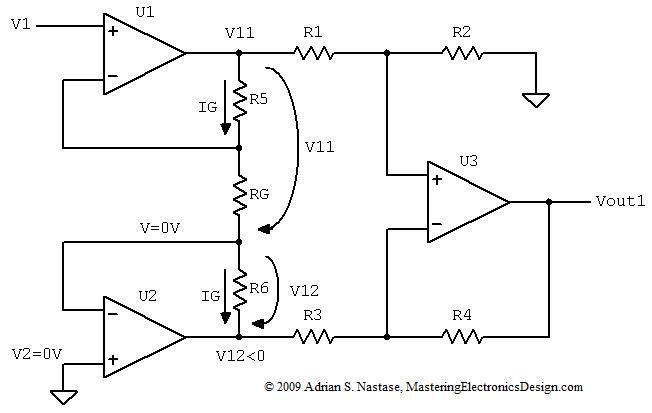 U1
V1
V11
R1
R2
+
−
IG
R5
V11
U3
RG
+
Vout1
−
V=0V
U2
IG
R6
V12
−
R3
R4
V2=0V
+
V12<0
© 2009 Adrian S. Nastase, MasteringElectronicsDesign.com